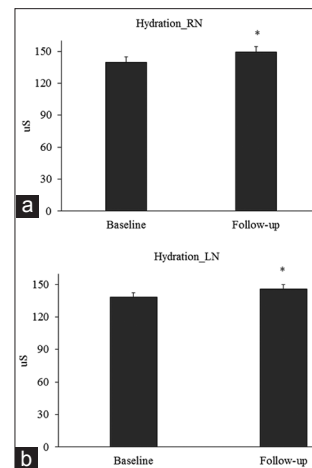 Hydration_RN
150
120
90
60
30
0
uS
*
Baseline Follow-up
a
Hydration_LN
150
120
90
60
30
0
uS
*
Baseline Follow-up
b